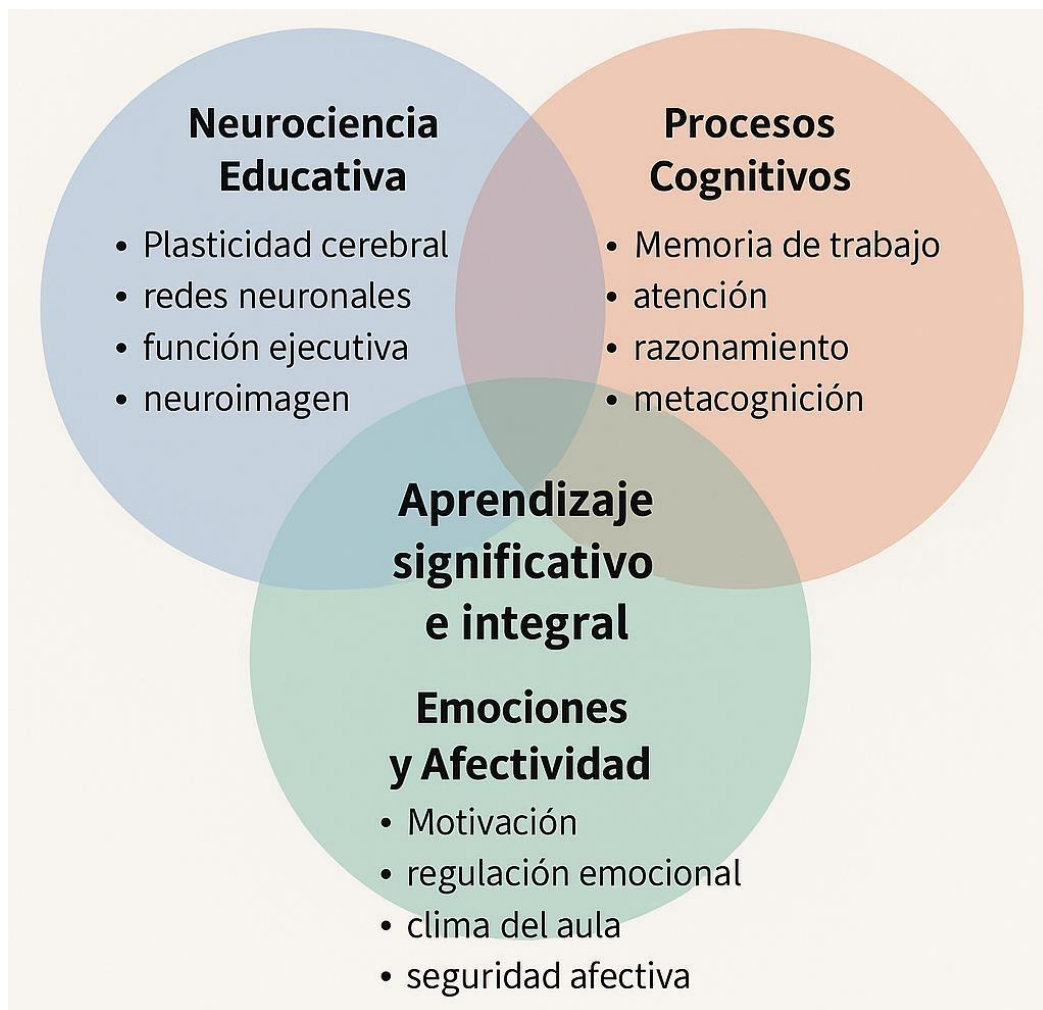 Neurociencia
Educativa
• Plasticidad cerebral
• redes neuronales
• función ejecutiva
• neuroimagen
Procesos
Cognitivos
• Memoria de trabajo
• atención
• razonamiento
• metacognición
Aprendizaje
significativo
e integral
Emociones
y Afectividad
• Motivación
• regulación emocional
• clima del aula
• seguridad afectiva